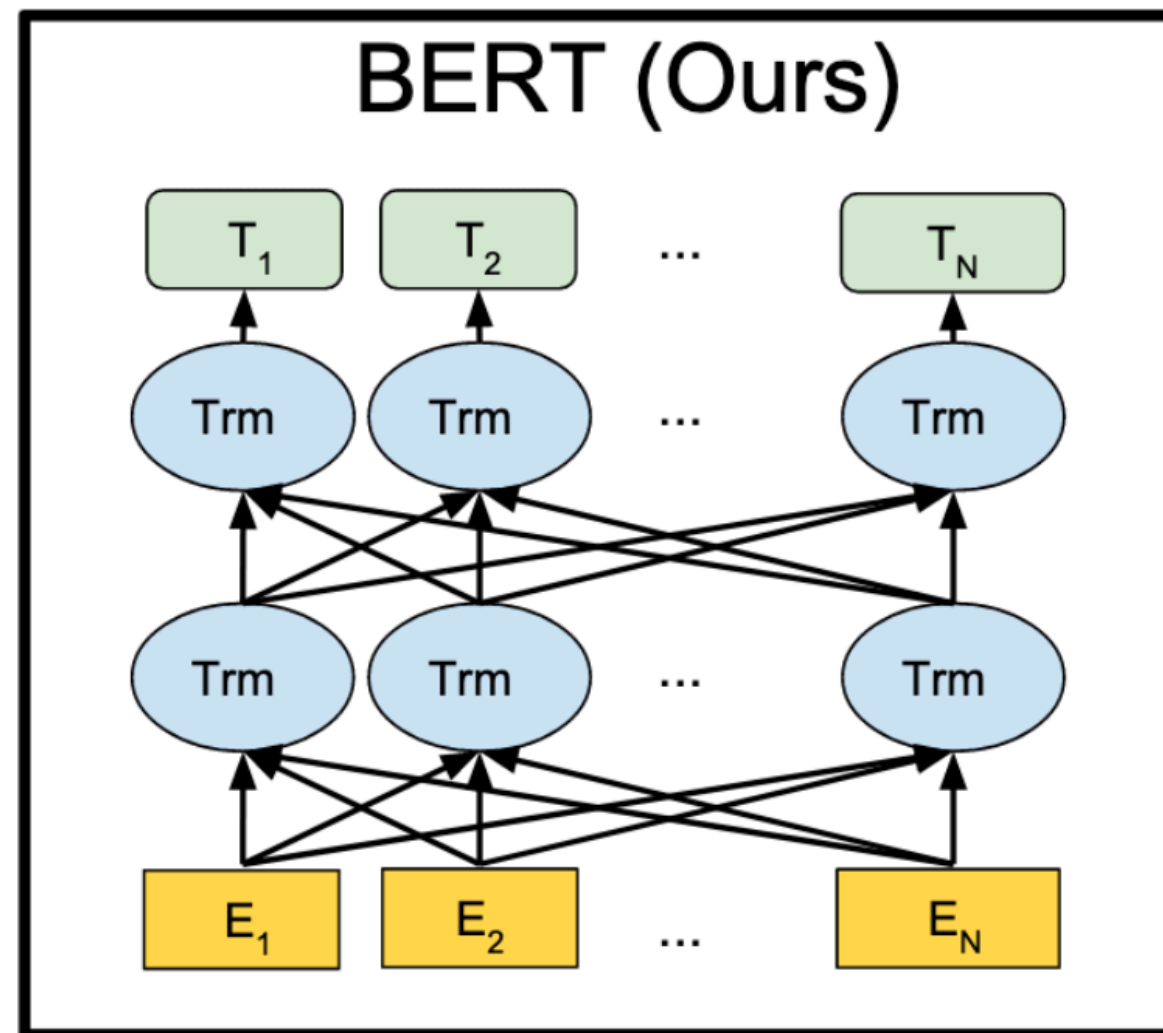 BERT (Ours)
T1 T2 ... TN
Trm Trm ... Trm
Trm Trm ... Trm
E1 E2 ... EN